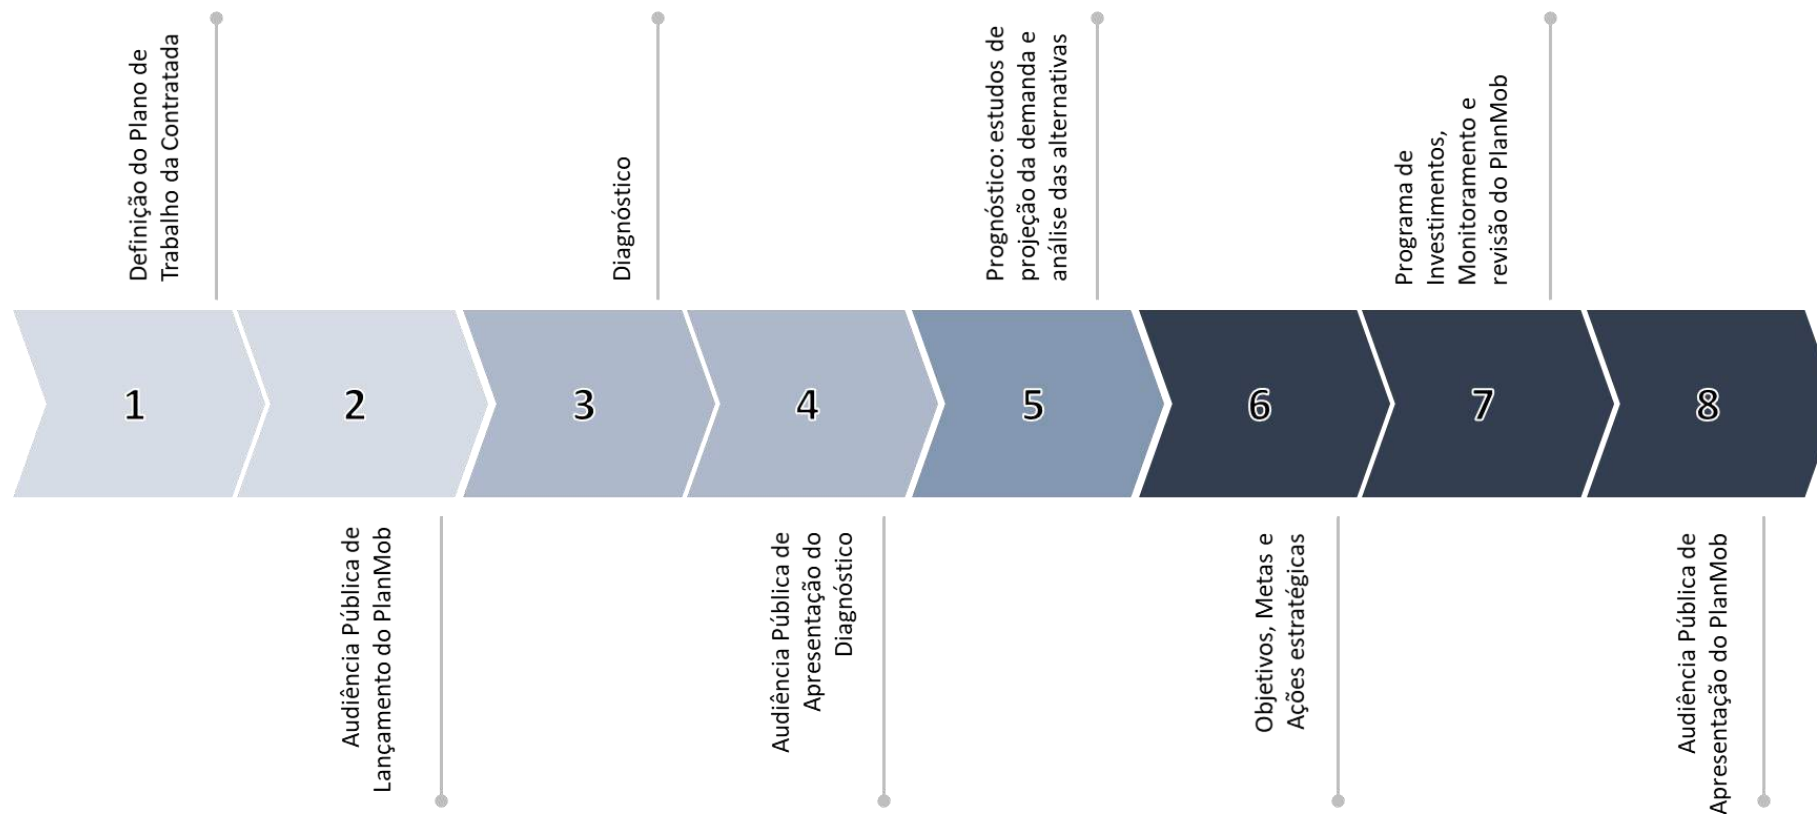 Definição do Plano de
Trabalho da Contratada
Diagnóstico
Prognóstico: estudos de
projeção da demanda e
análise das alternativas
Programa de
Investimentos,
Monitoramento e
revisão do PlanMob
1
2
3
4
5
6
7
8
Audiência Pública de
Lançamento do PlanMob
Audiência Pública de
Apresentação do
Diagnóstico
Objetivos, Metas e
Ações estratégicas
Audiência Pública de
Apresentação do PlanMob